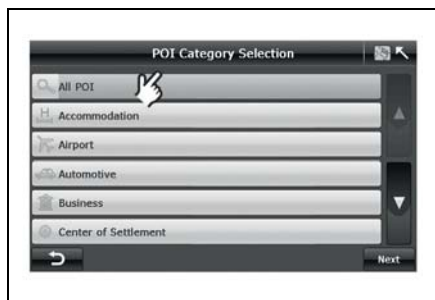 POI Category Selection
All POI
Accommodation
Airport
Automotive
Business
Center of Settlement
Next